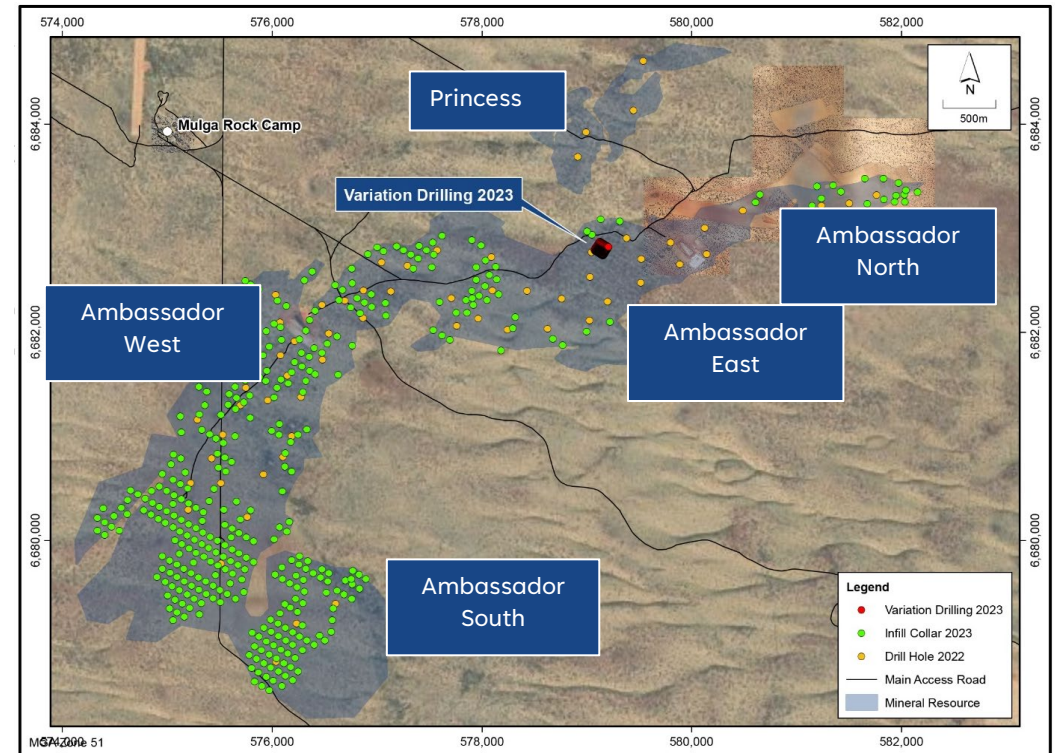 574,000
576,000
578,000
580,000
582,000
6,684,000
6,684,000
Princess
N
500m
Mulga Rock Camp
Variation Drilling 2023
Ambassador
North
Ambassador
West
Ambassador
East
6,682,000
6,682,000
6,680,000
6,680,000
Ambassador
South
Legend
Variation Drilling 2023
Infill Collar 2023
Drill Hole 2022
Main Access Road
Mineral Resource
574,000
576,000
578,000
580,000
582,000